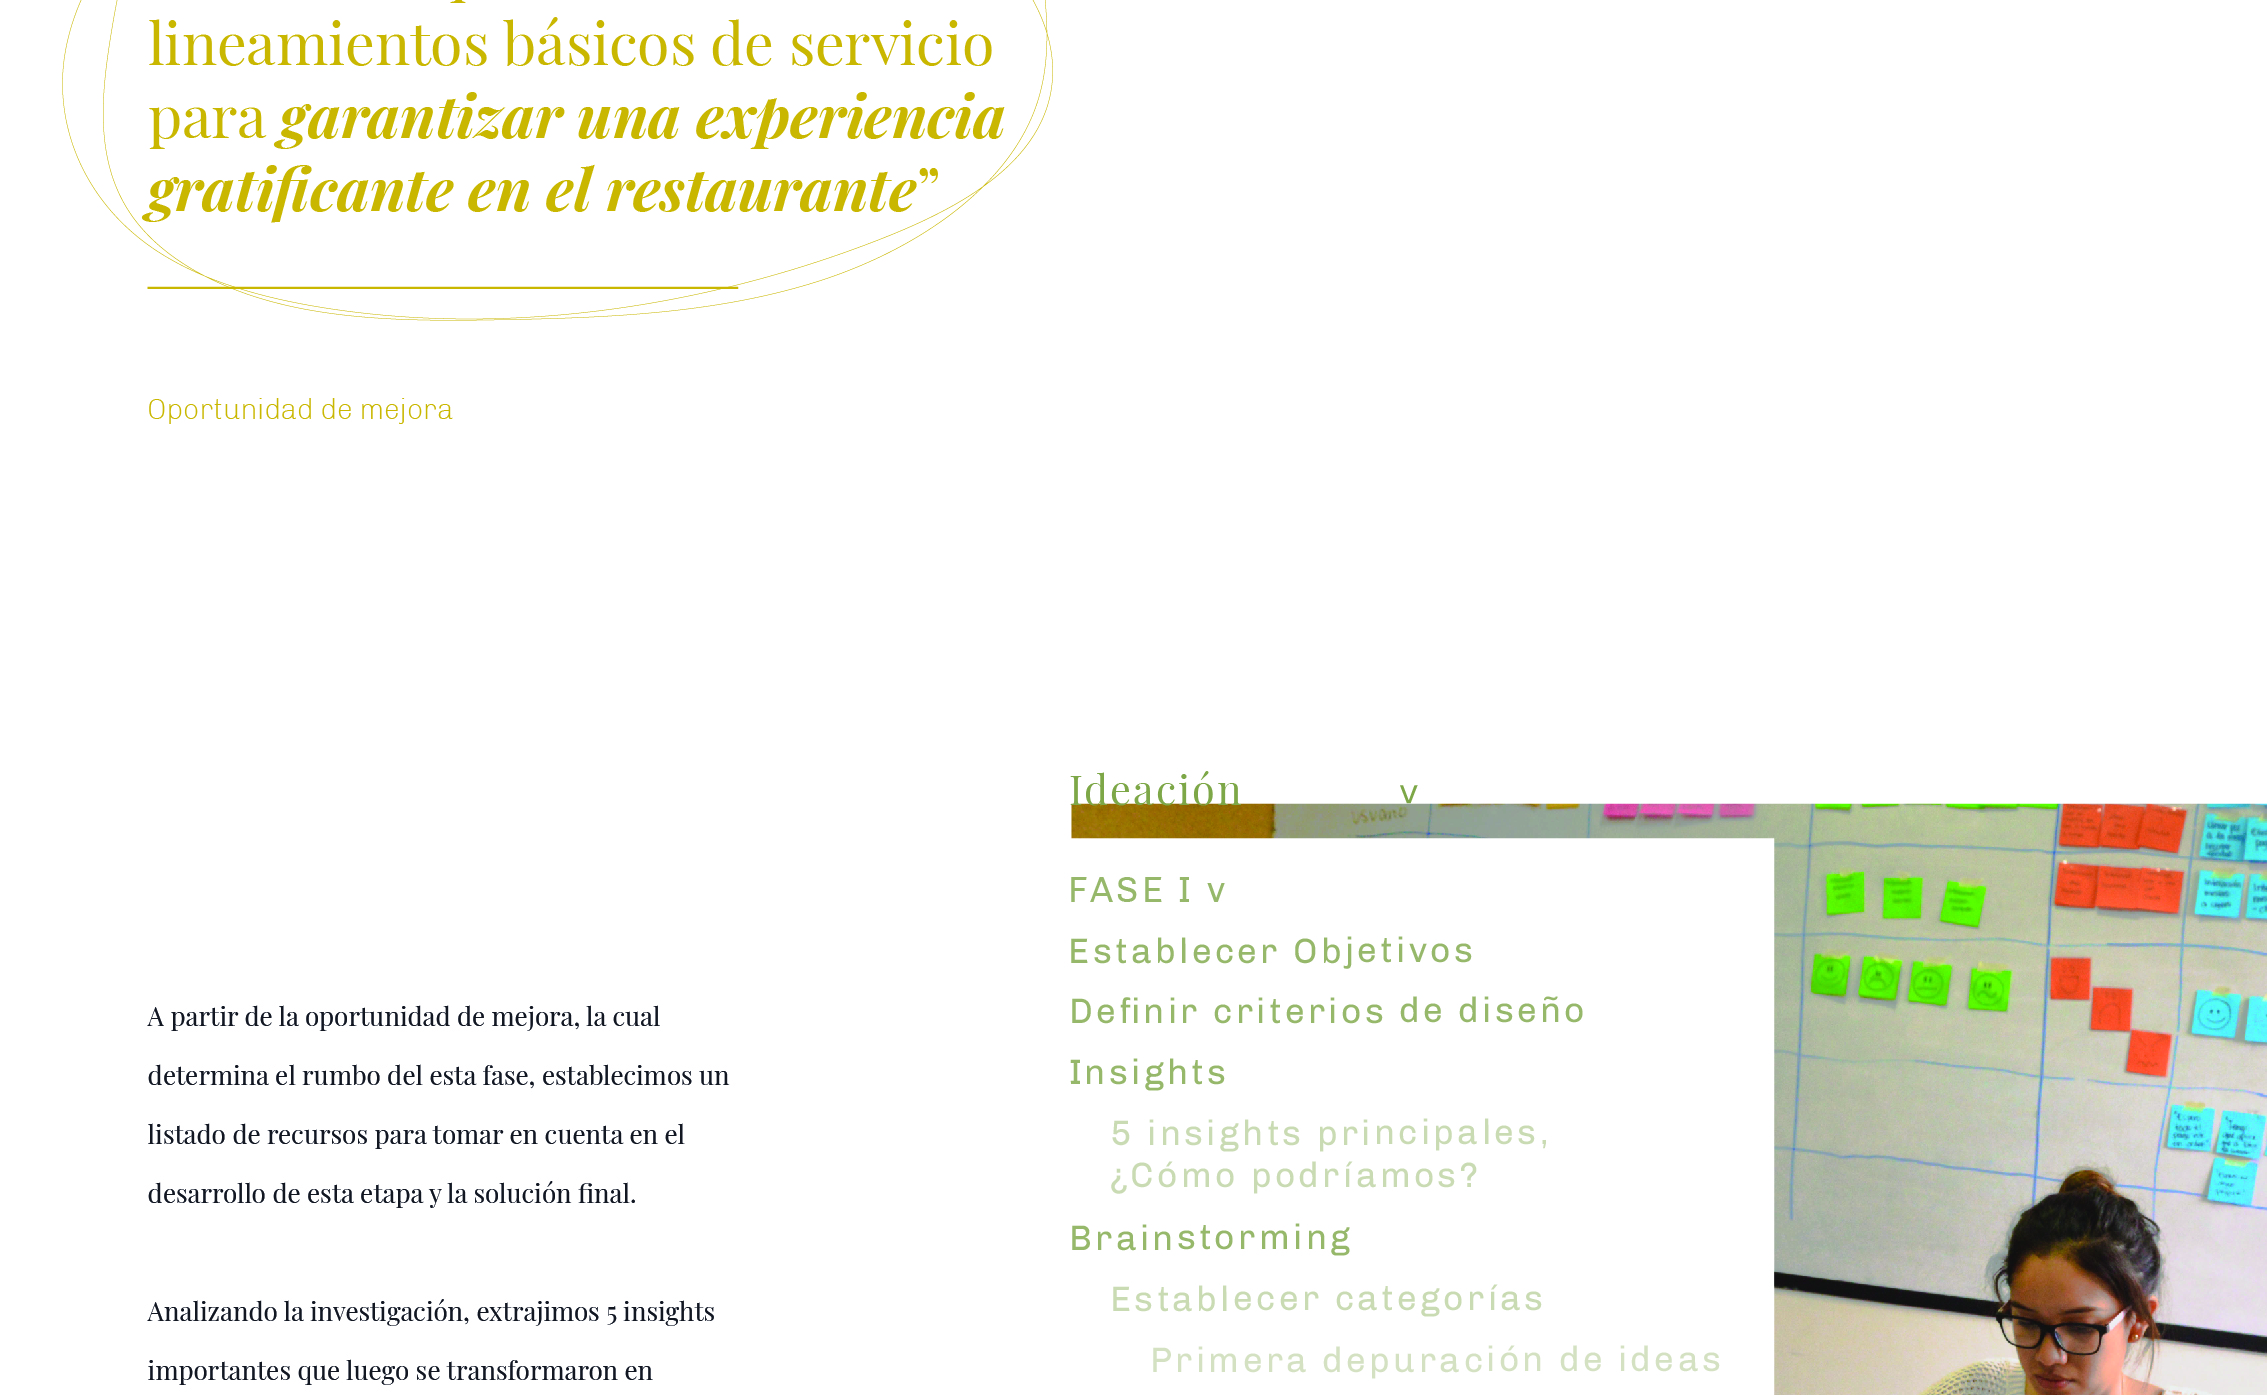 lineamientos básicos de servicio
para garantizar una experiencia
gratificante en el restaurante”
Oportunidad de mejora
A partir de la oportunidad de mejora, la cual
determina el rumbo del esta fase, establecimos un
listado de recursos para tomar en cuenta en el
desarrollo de esta etapa y la solución final.
Analizando la investigación, extrajimos 5 insights
importantes que luego se transformaron en
Ideación v
usuario
FASE I v
Establecer Objetivos
Definir criterios de diseño
Insights
5 insights principales,
¿Cómo podríamos?
Brainstorming
Establecer categorías
Primera depuración de ideas